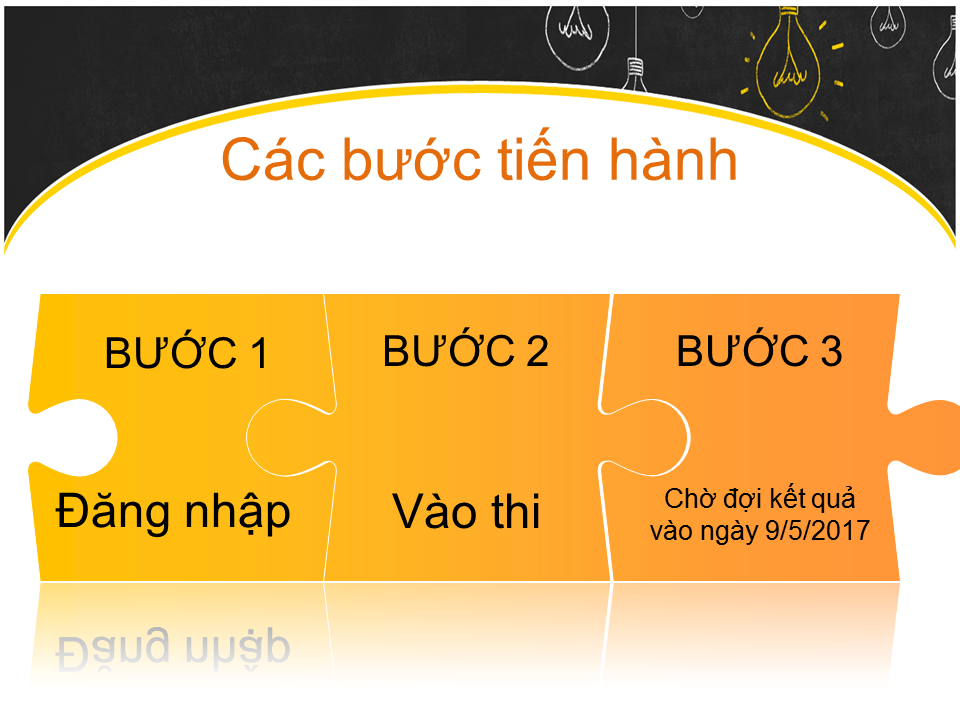 Các bước tiến hành
BƯỚC 1
Đăng nhập
BƯỚC 2
Vào thi
BƯỚC 3
Chờ đợi kết quả
vào ngày 9/5/2017